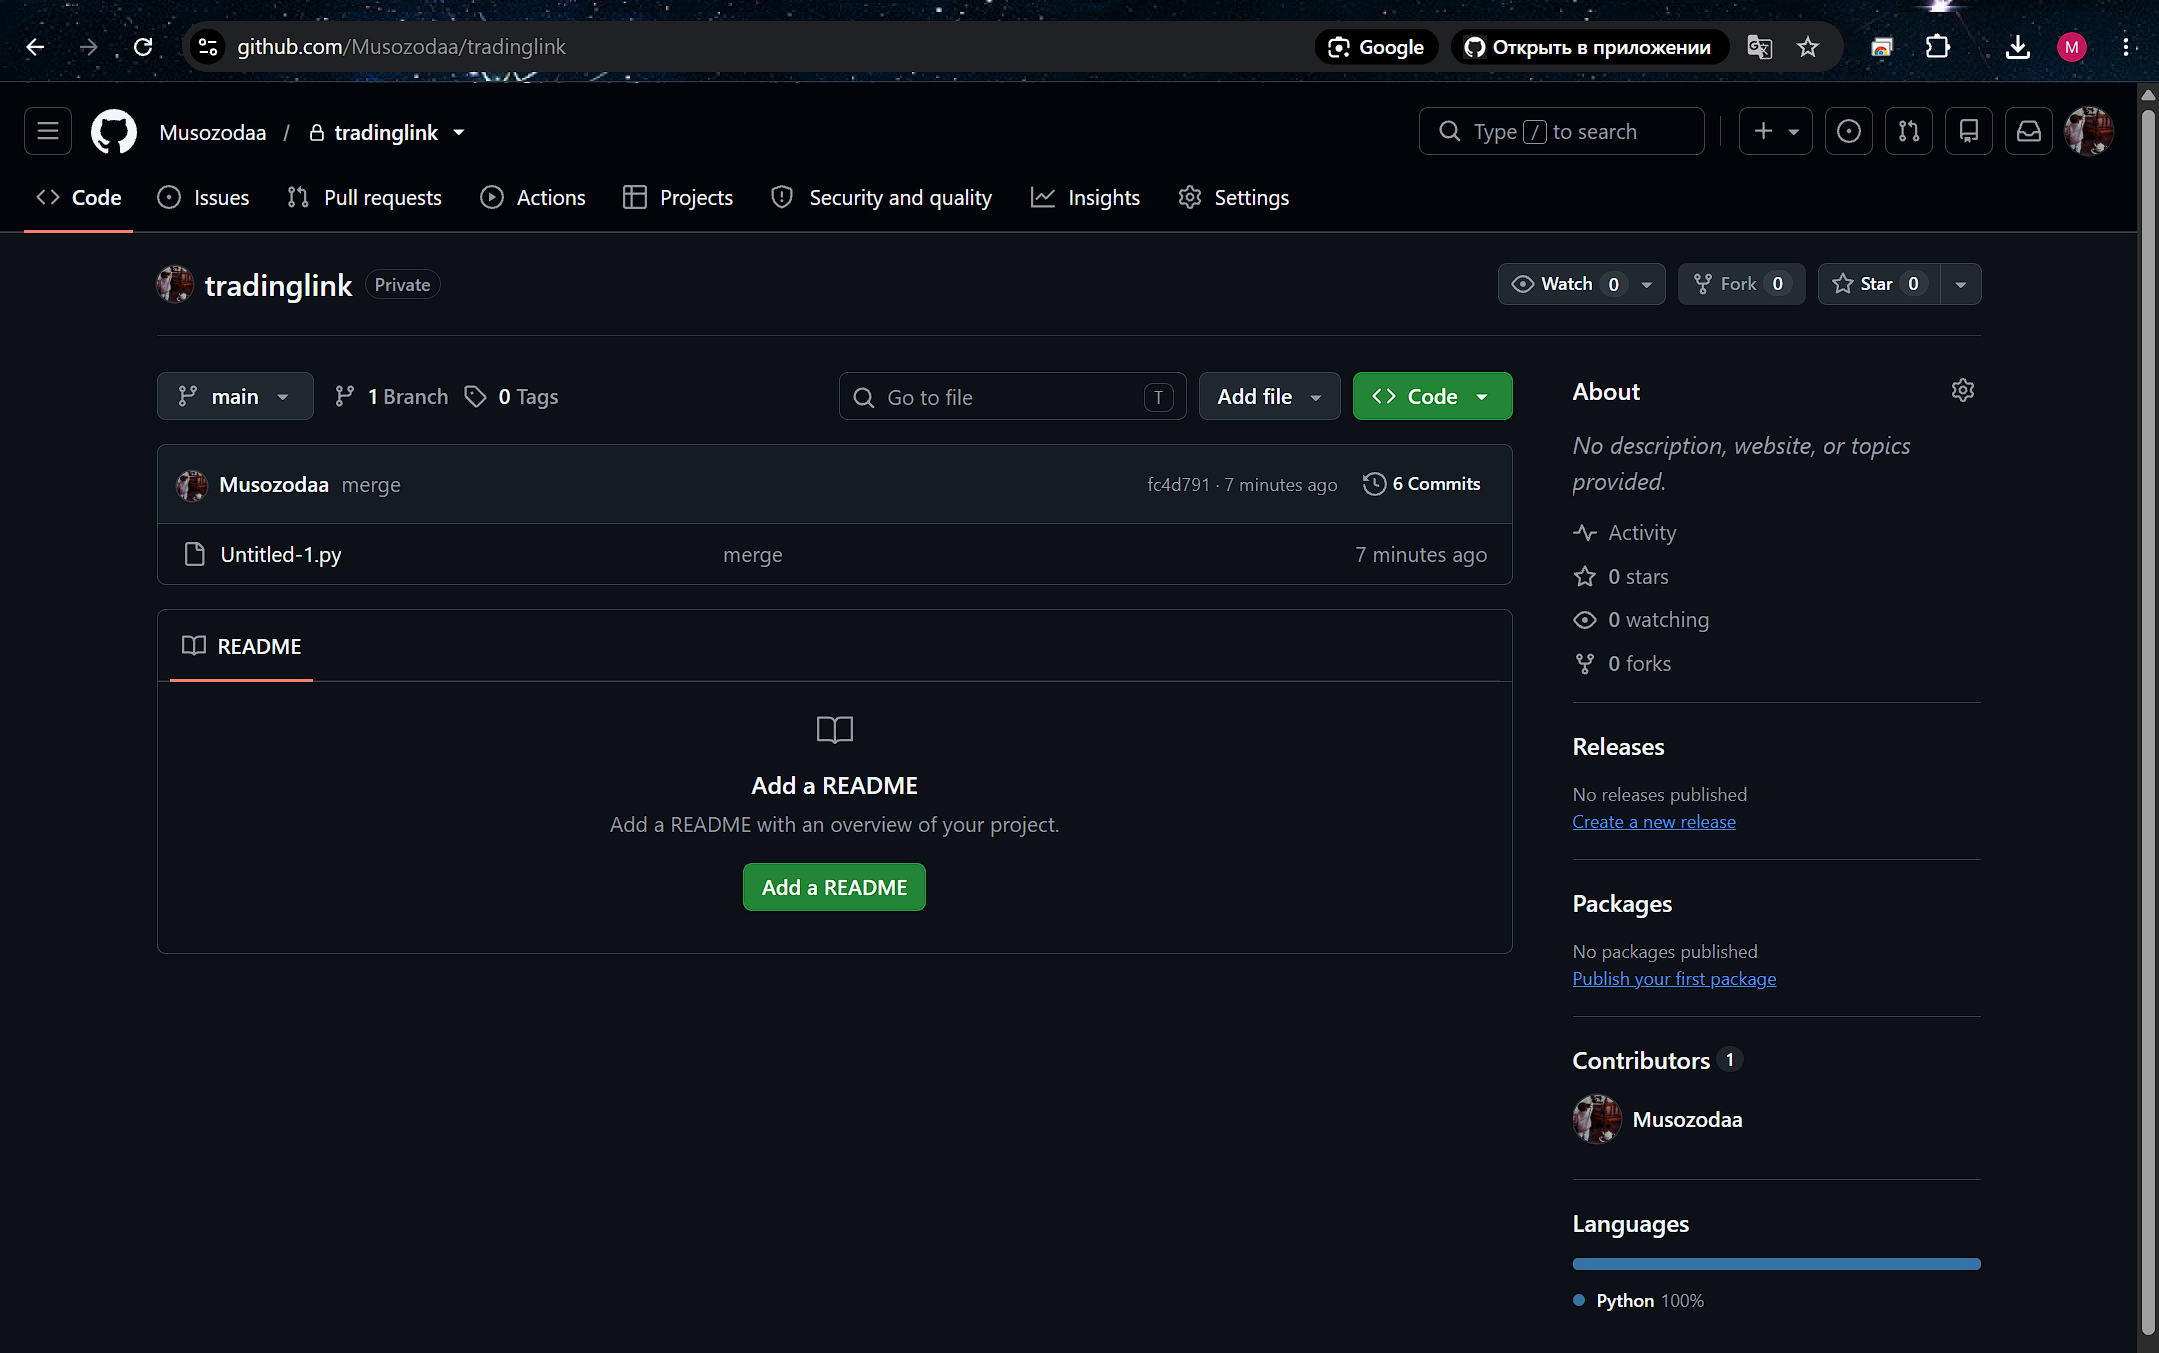 github.com/Musozodaa/tradinglink
Google
Открыть в приложении
M
Musozodaa / tradinglink
Type / to search
Code
Issues
Pull requests
Actions
Projects
Security and quality
Insights
Settings
tradinglink Private
Watch 0
Fork 0
Star 0
main
1 Branch
0 Tags
Go to file
T
Add file
Code
Musozodaa merge
fc4d791 · 7 minutes ago
6 Commits
Untitled-1.py
merge
7 minutes ago
README
Add a README
Add a README with an overview of your project.
Add a README
About
No description, website, or topics
provided.
Activity
0 stars
0 watching
0 forks
Releases
No releases published
Create a new release
Packages
No packages published
Publish your first package
Contributors 1
Musozodaa
Languages
Python 100%